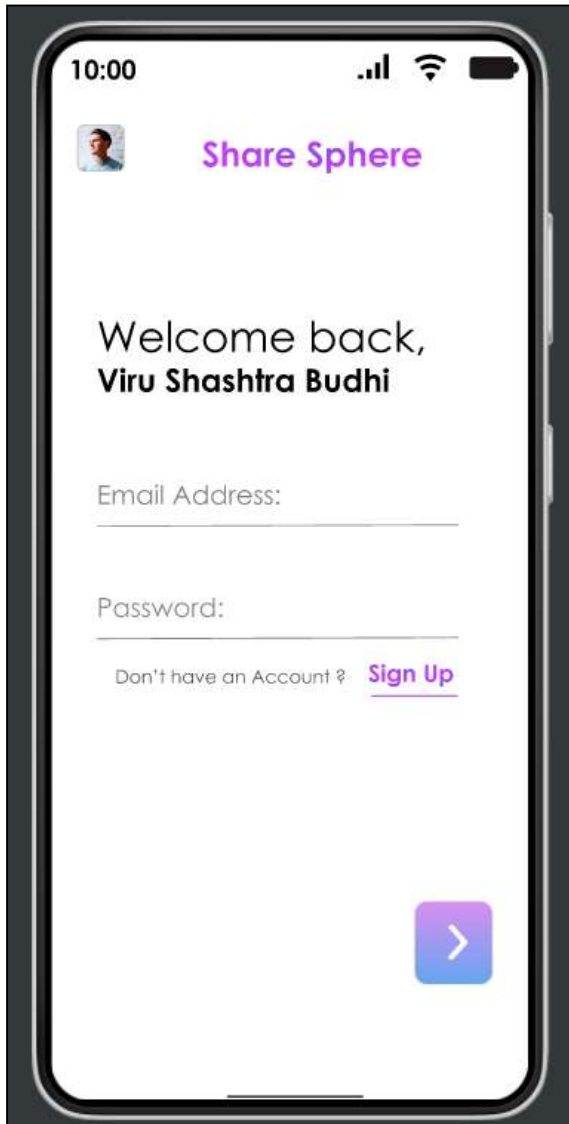 10:00
Share Sphere
Welcome back,
Viru Shashtra Budhi
Email Address:
Password:
Don't have an Account ? Sign Up